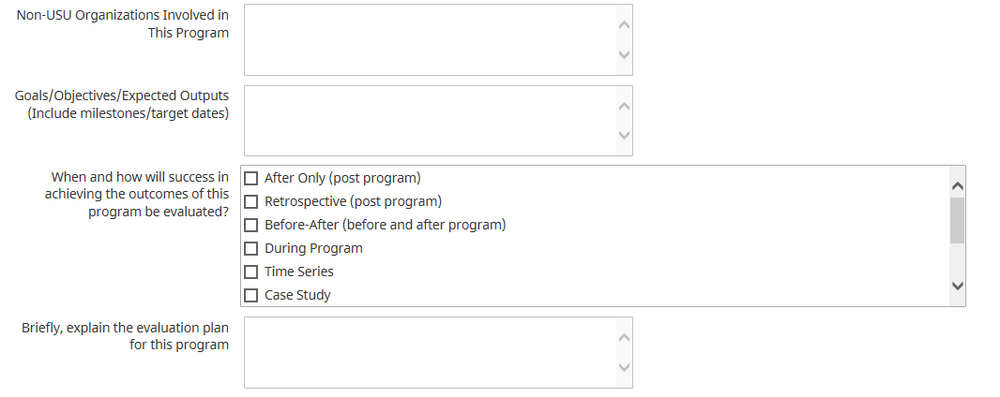 Non-USU Organizations Involved in
This Program
Goals/Objectives/Expected Outputs
(Include milestones/target dates)
When and how will success in
achieving the outcomes of this
program be evaluated?
After Only (post program)
Retrospective (post program)
Before-After (before and after program)
During Program
Time Series
Case Study
Briefly, explain the evaluation plan
for this program